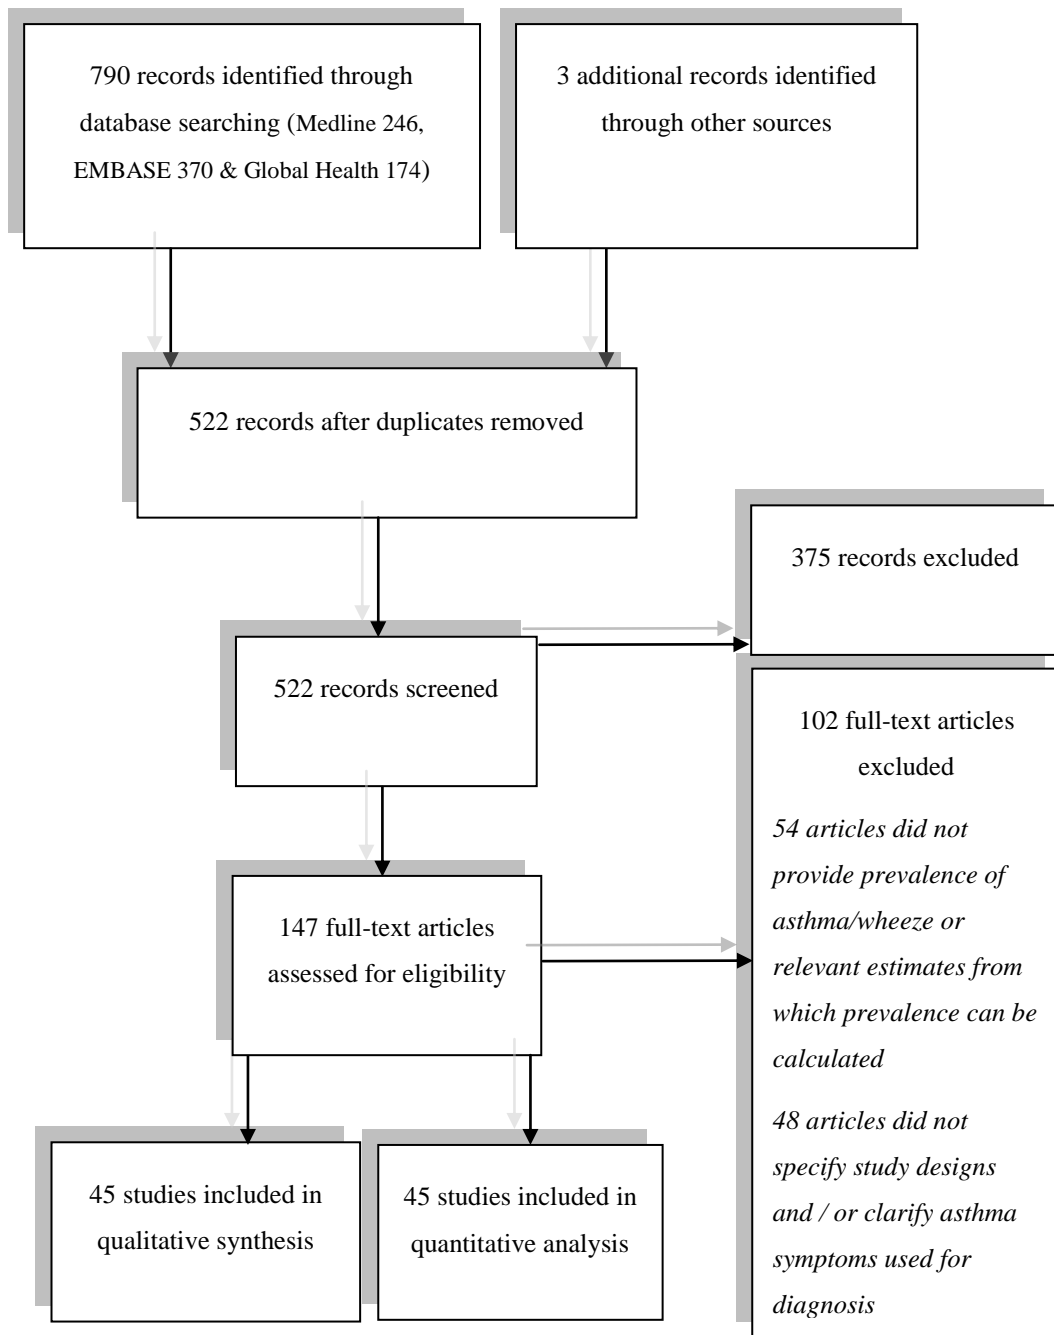 790 records identified through
database searching (Medline 246,
EMBASE 370 & Global Health 174)
3 additional records identified
through other sources
522 records after duplicates removed
375 records excluded
522 records screened
102 full-text articles
excluded
54 articles did not
provide prevalence of
asthma/wheeze or
relevant estimates from
which prevalence can be
calculated
48 articles did not
specify study designs
and / or clarify asthma
symptoms used for
diagnosis
147 full-text articles
assessed for eligibility
45 studies included in
qualitative synthesis
45 studies included in
quantitative analysis